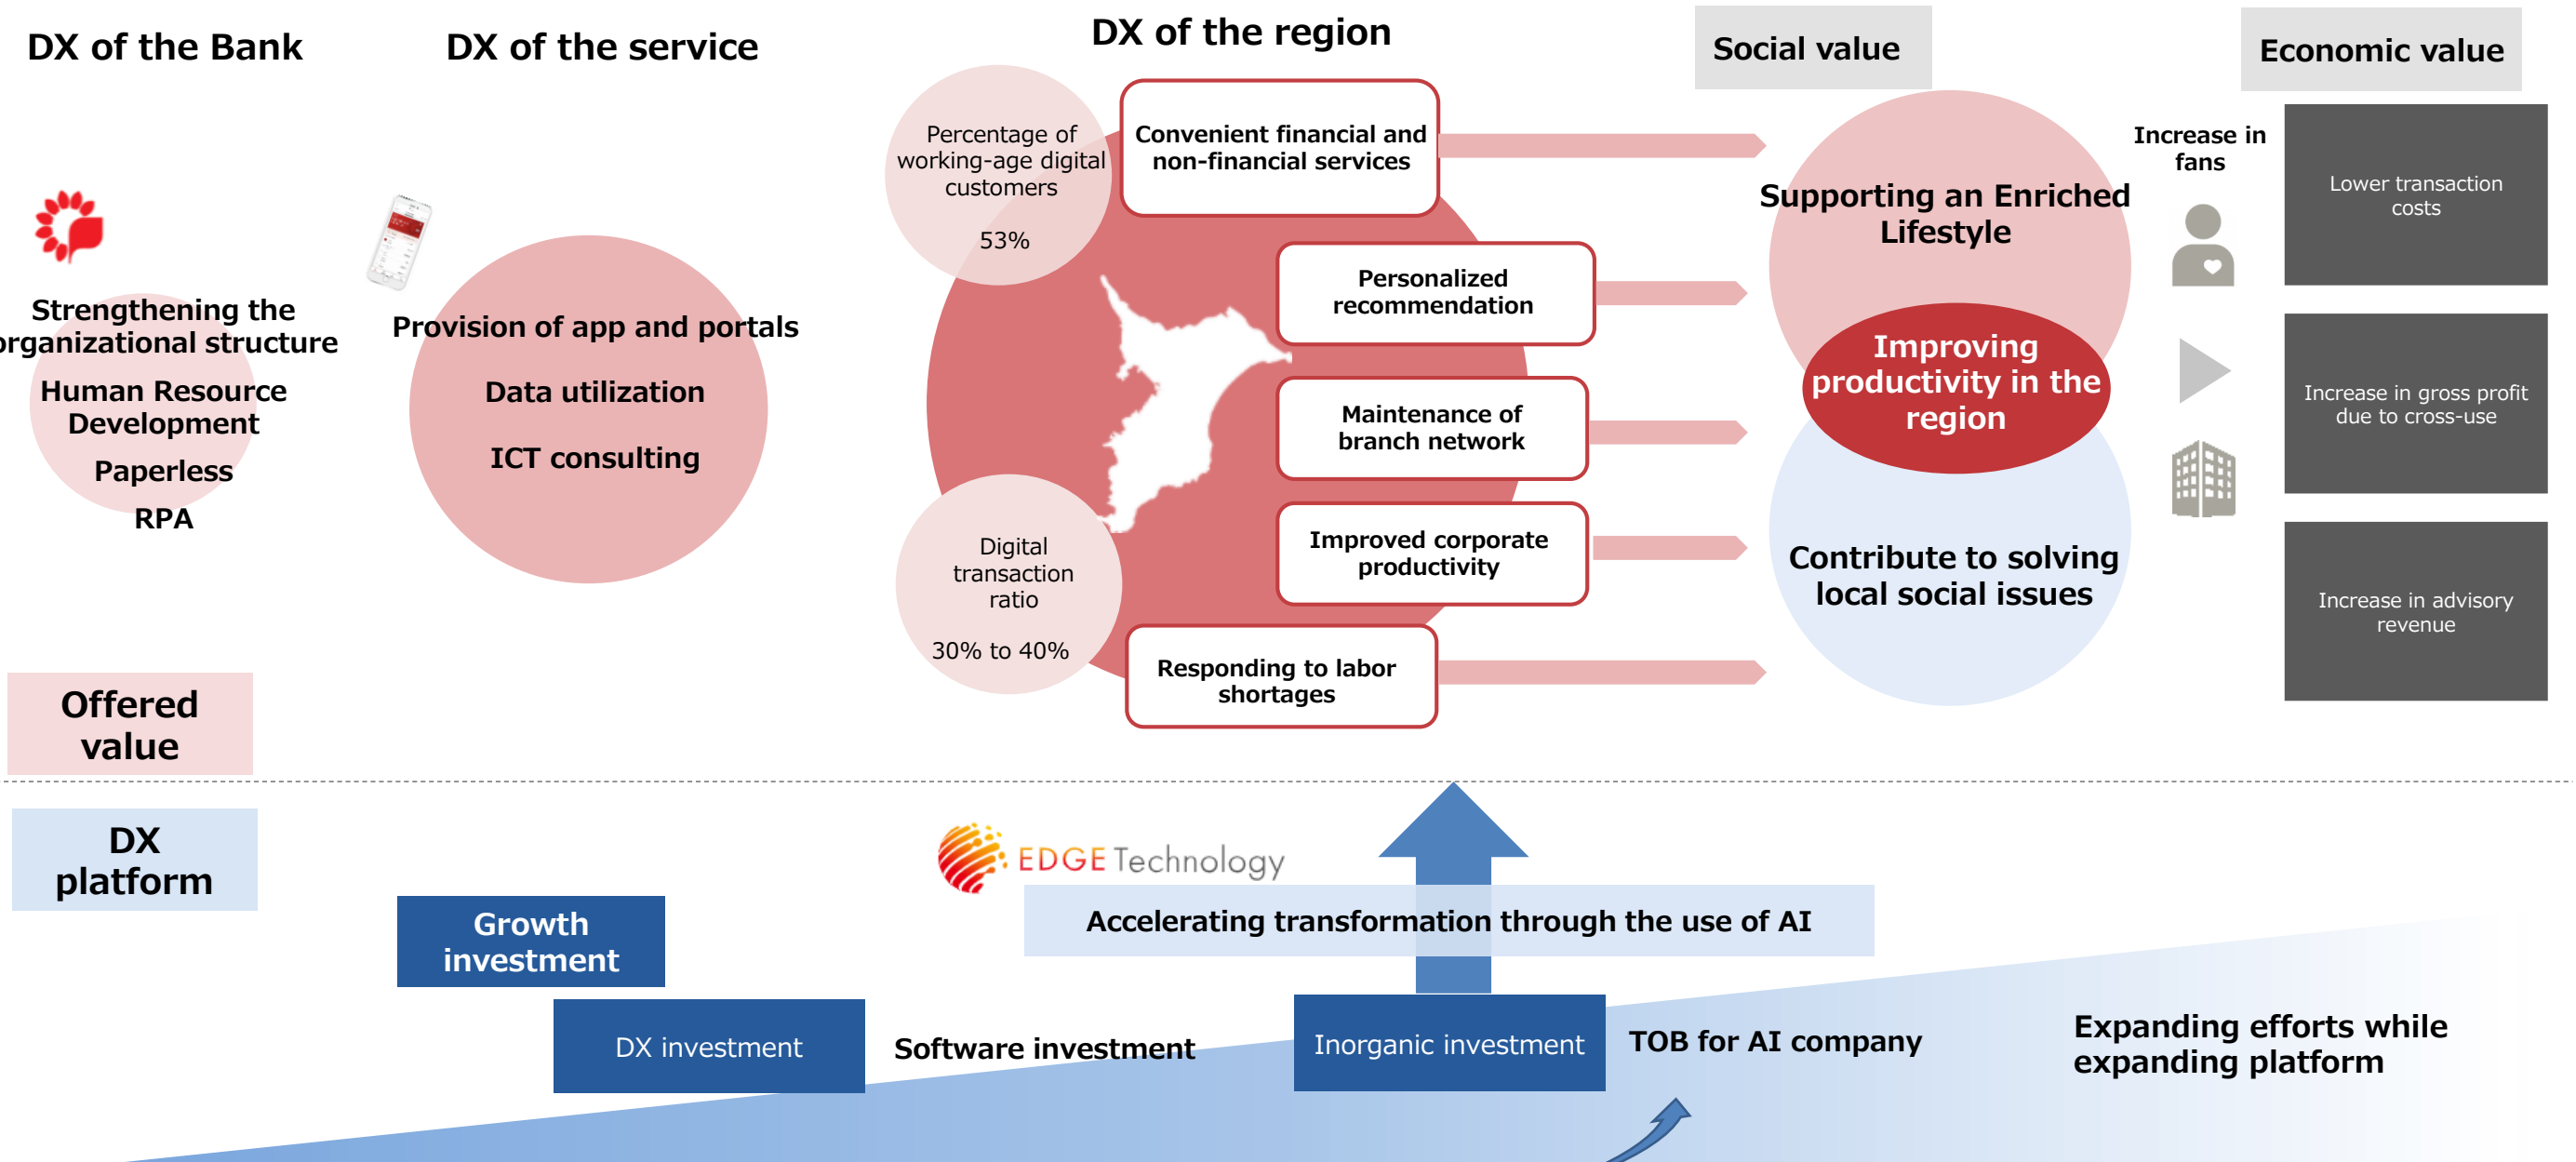 DX of the Bank
DX of the service
DX of the region
Social value
Economic value
Strengthening the
organizational structure
Human Resource
Development
Paperless
RPA
Provision of app and portals
Data utilization
ICT consulting
Percentage of
working-age digital
customers
53%
Digital
transaction
ratio
30% to 40%
Convenient financial and
non-financial services
Personalized
recommendation
Maintenance of
branch network
Improved corporate
productivity
Responding to labor
shortages
Supporting an Enriched
Lifestyle
Improving
productivity in the
region
Contribute to solving
local social issues
Increase in
fans
Lower transaction
costs
Increase in gross profit
due to cross-use
Increase in advisory
revenue
Offered
value
DX
platform
EDGE Technology
Accelerating transformation through the use of AI
Growth
investment
DX investment
Software investment
Inorganic investment
TOB for AI company
Expanding efforts while
expanding platform